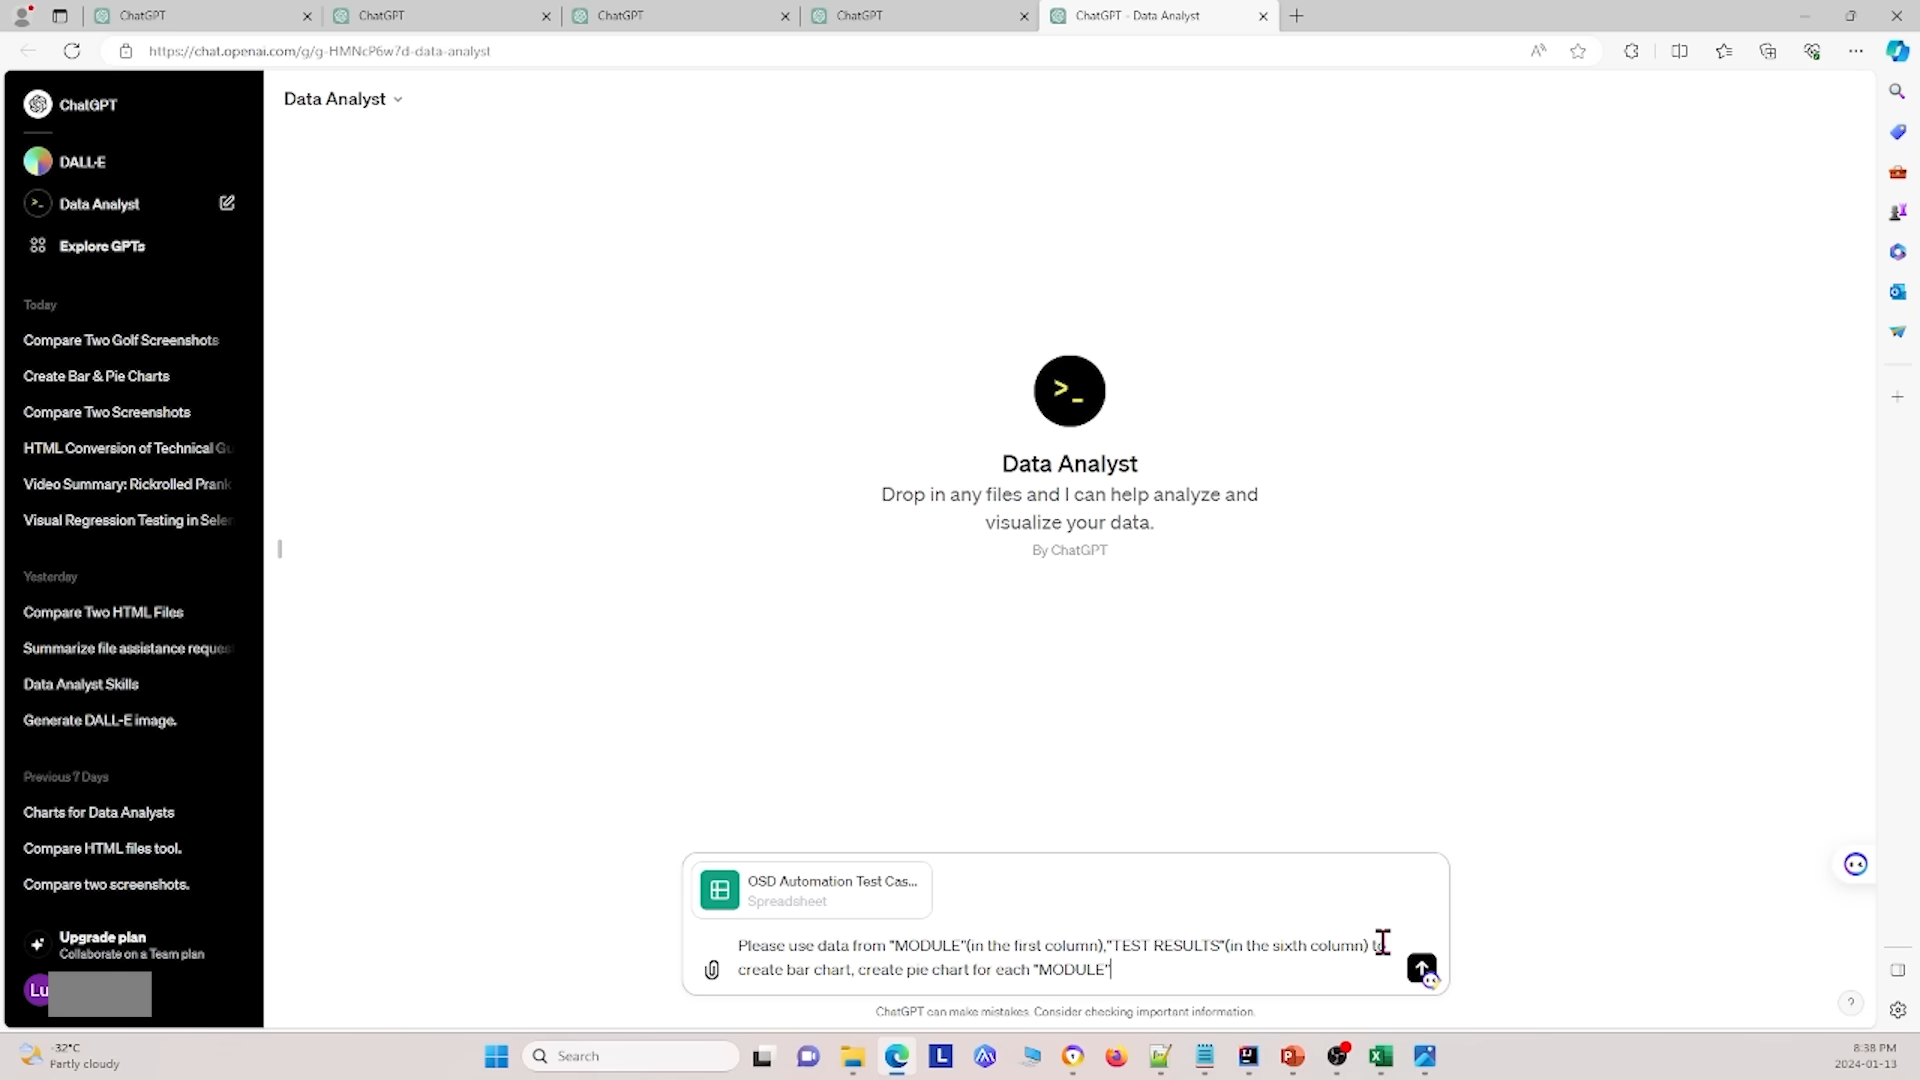 ChatGPT
ChatGPT
ChatGPT
ChatGPT
ChatGPT - Data Analyst
https://chat.openai.com/g/g-HMNcP6w7d-data-analyst
ChatGPT
DALL·E
Data Analyst
Explore GPTs
Today
Compare Two Golf Screenshots
Create Bar & Pie Charts
Compare Two Screenshots
HTML Conversion of Technical Gu
Video Summary: Rickrolled Prank
Visual Regression Testing in Selen
Yesterday
Compare Two HTML Files
Summarize file assistance reques
Data Analyst Skills
Generate DALL-E image.
Previous 7 Days
Charts for Data Analysts
Compare HTML files tool.
Compare two screenshots.
Upgrade plan
Collaborate on a Team plan
Lu
Data Analyst
>_
Data Analyst
Drop in any files and I can help analyze and
visualize your data.
By ChatGPT
OSD Automation Test Cas...
Spreadsheet
Please use data from "MODULE"(in the first column),"TEST RESULTS"(in the sixth column) to
create bar chart, create pie chart for each "MODULE"
ChatGPT can make mistakes. Consider checking important information.
?
-32°C
Partly cloudy
Search
8:38 PM
2024-01-13